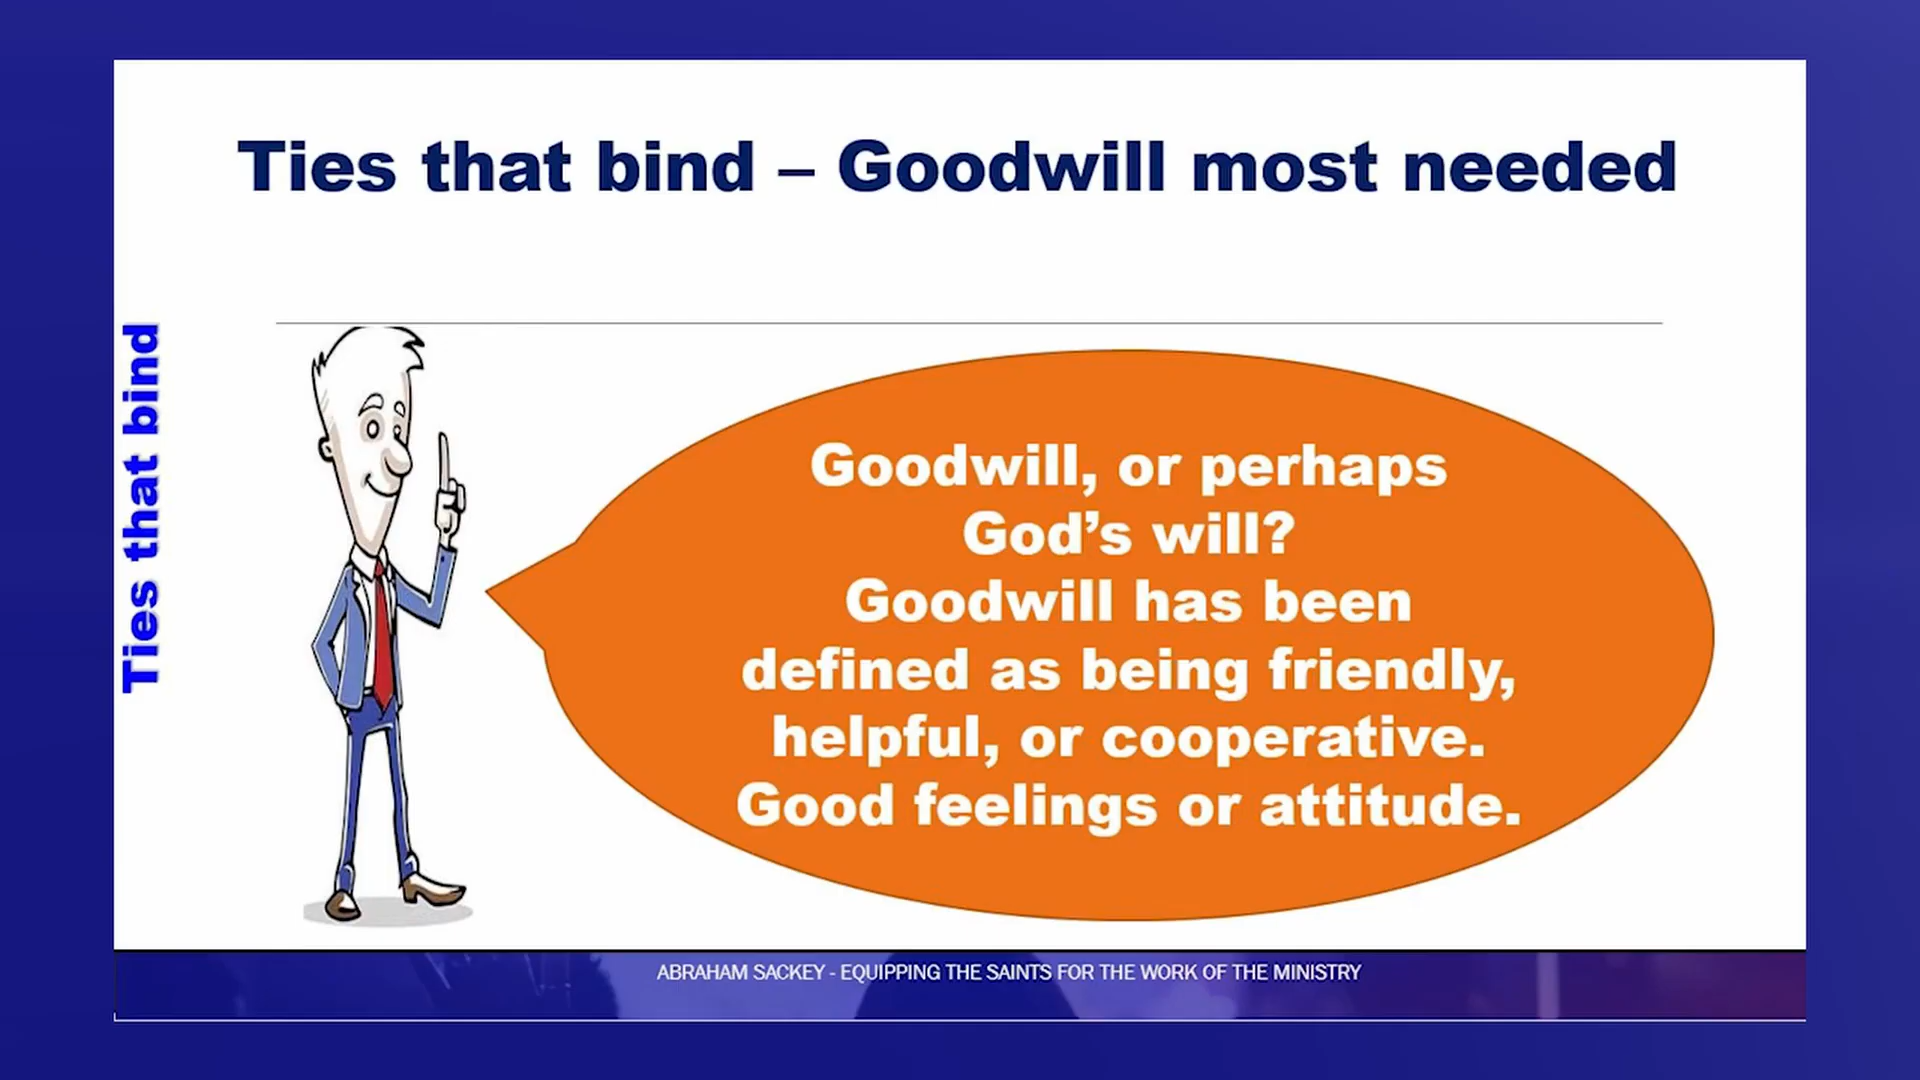 Ties that bind – Goodwill most needed
Ties that bind
Goodwill, or perhaps
God’s will?
Goodwill has been
defined as being friendly,
helpful, or cooperative.
Good feelings or attitude.
ABRAHAM SACKEY - EQUIPPING THE SAINTS FOR THE WORK OF THE MINISTRY